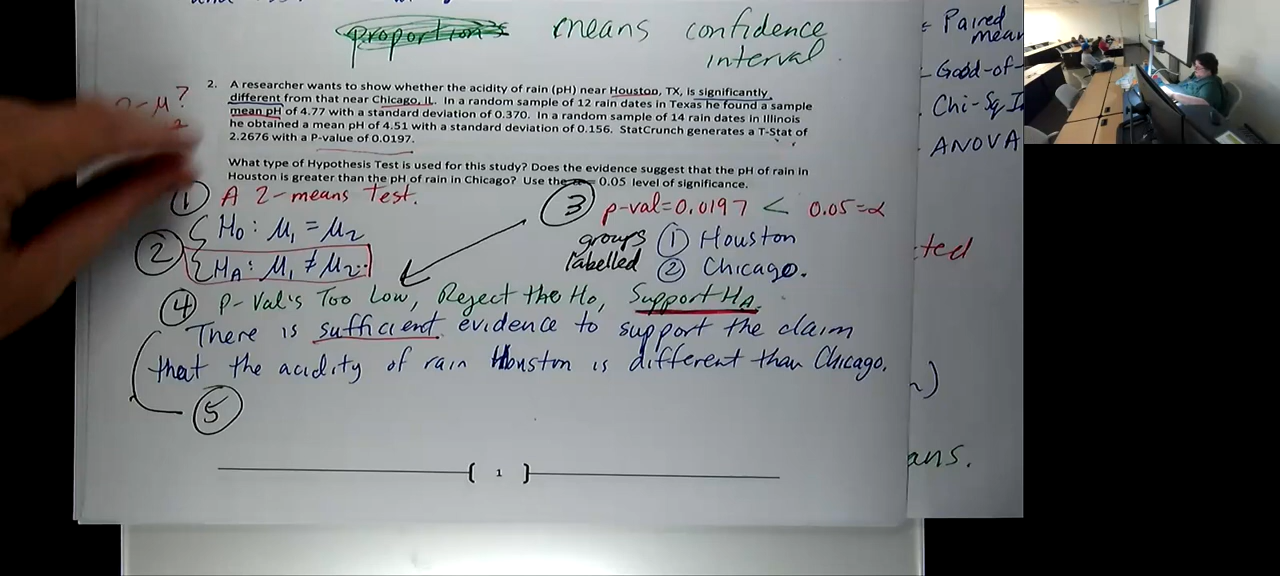 proportions means confidence
interval
2. A researcher wants to show whether the acidity of rain (pH) near Houston, TX, is significantly
different from that near Chicago, IL. In a random sample of 12 rain dates in Texas he found a sample
mean pH of 4.77 with a standard deviation of 0.370. In a random sample of 14 rain dates in Illinois
he obtained a mean pH of 4.51 with a standard deviation of 0.156. StatCrunch generates a T-Stat of
2.2676 with a P-value of 0.0197.
What type of Hypothesis Test is used for this study? Does the evidence suggest that the pH of rain in
Houston is greater than the pH of rain in Chicago? Use the 0.05 level of significance.
① A 2-means Test.
③ p-val=0.0197 < 0.05=α
② { H0: μ1 = μ2
{ HA: μ1 ≠ μ2
groups labelled ① Houston
② Chicago.
④ P-Val's Too Low, Reject the Ho, Support HA.
There is sufficient evidence to support the claim
that the acidity of rain Houston is different than Chicago.
⑤
{ 1 }
Paired
mean
Good-of-
Chi-Sq I
ANOVA